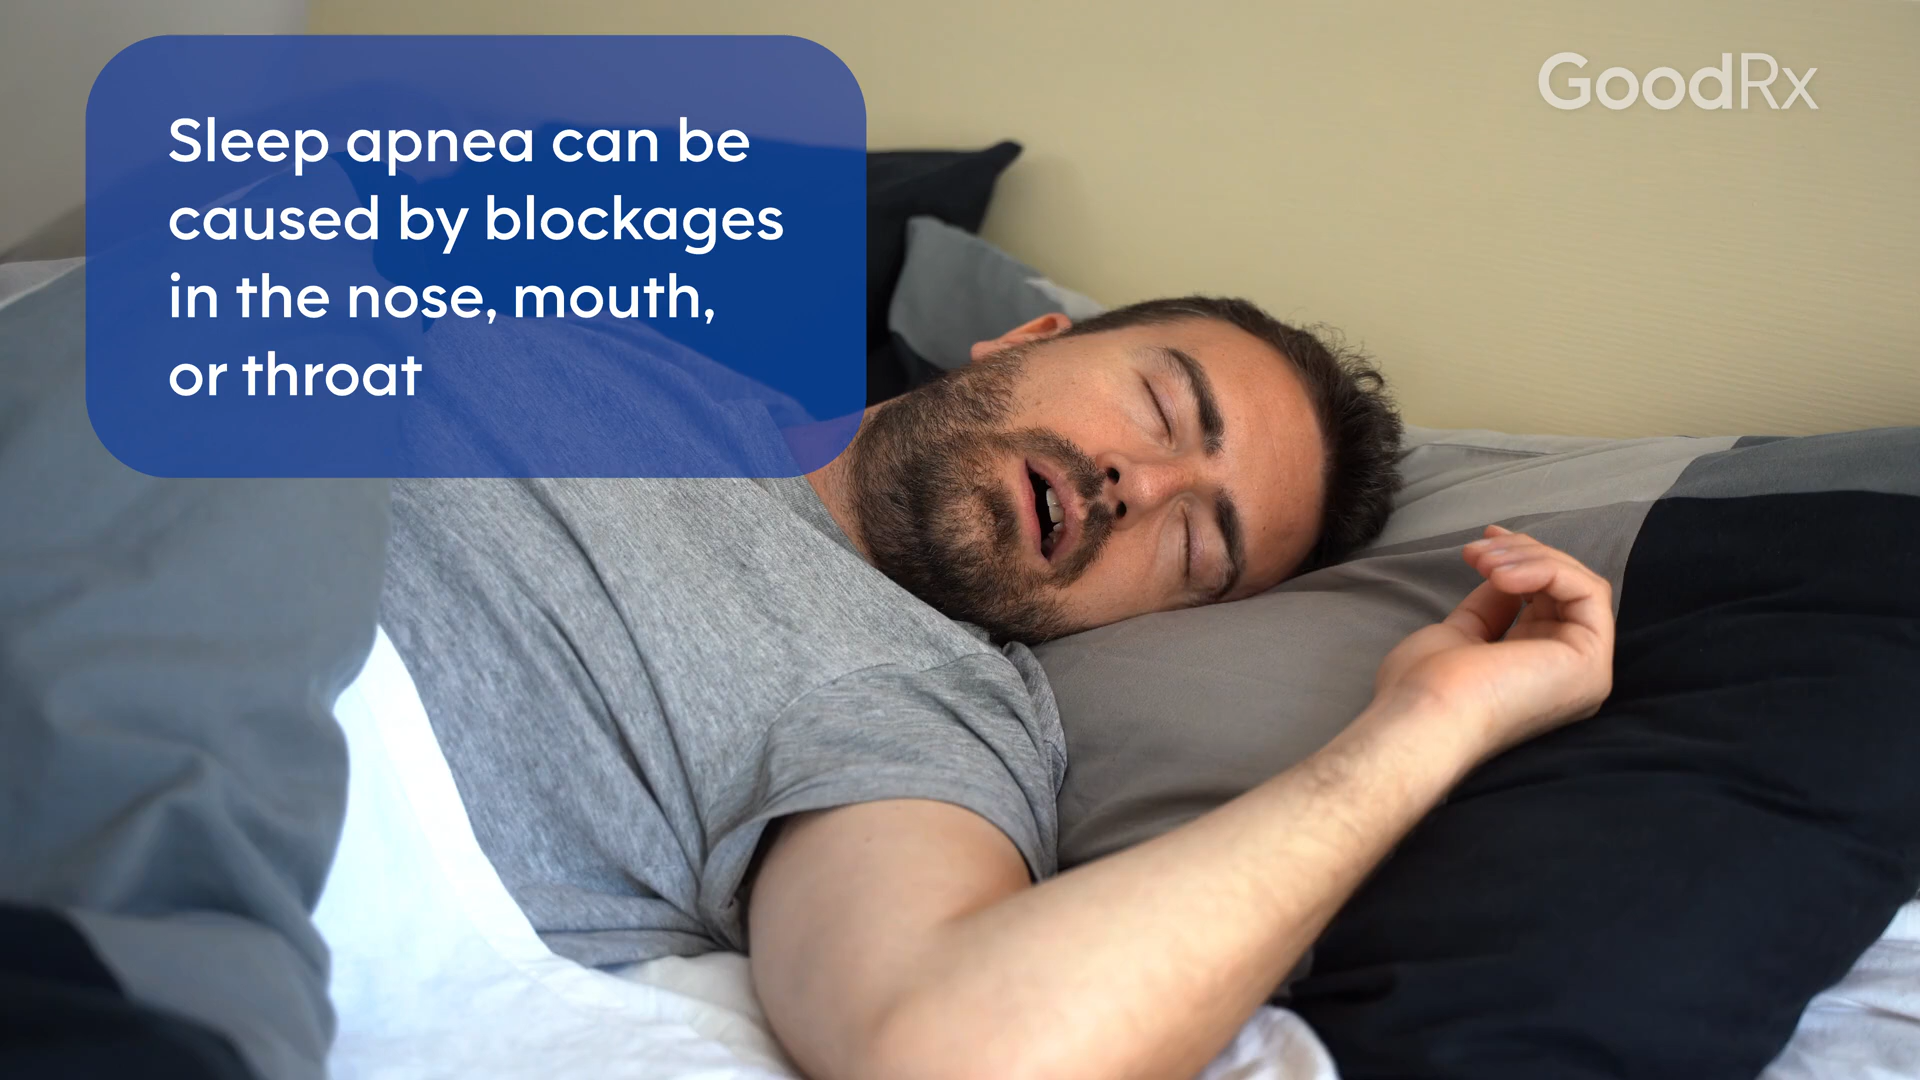 Sleep apnea can be
caused by blockages
in the nose, mouth,
or throat
GoodRx